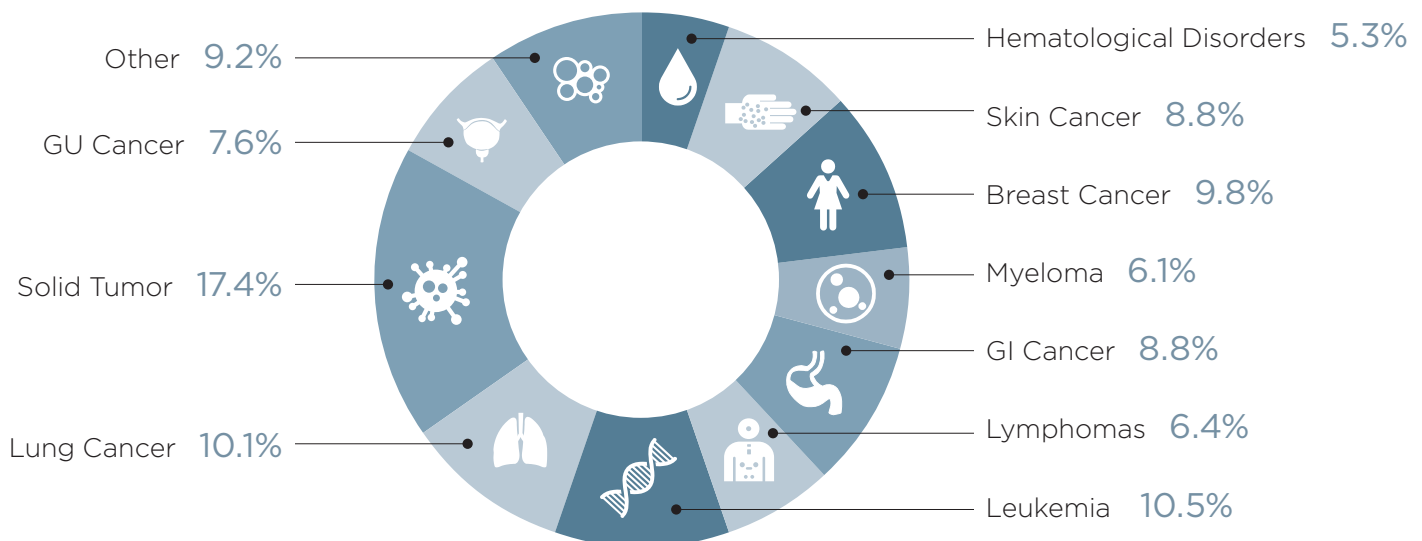 Other 9.2%
GU Cancer 7.6%
Solid Tumor 17.4%
Lung Cancer 10.1%
Hematological Disorders 5.3%
Skin Cancer 8.8%
Breast Cancer 9.8%
Myeloma 6.1%
GI Cancer 8.8%
Lymphomas 6.4%
Leukemia 10.5%